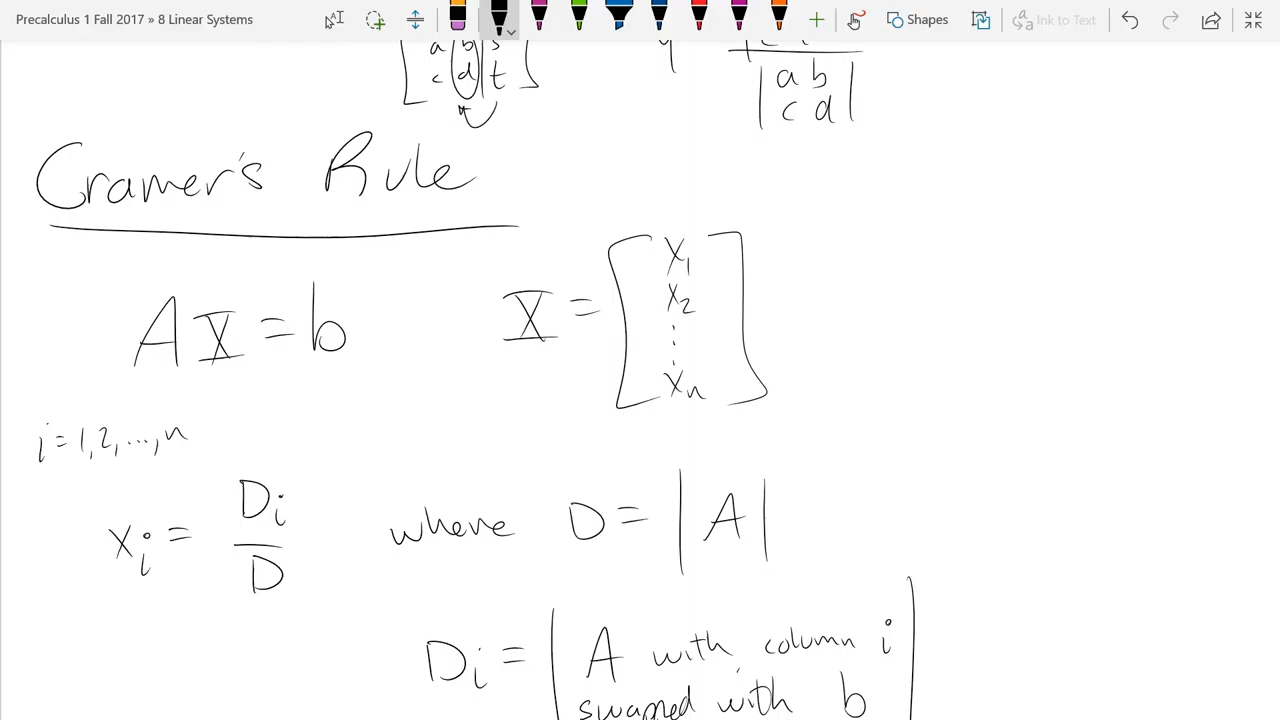 Precalculus 1 Fall 2017 » 8 Linear Systems
Shapes
Ink to Text
a b s
c d t
y
a b
c d
Cramer's Rule
AX = b
X = [x₁ x₂ ⋮ xₙ]
i = 1, 2, ..., n
xᵢ = Dᵢ / D where D = |A|
Dᵢ = | A with column i
swapped with b |